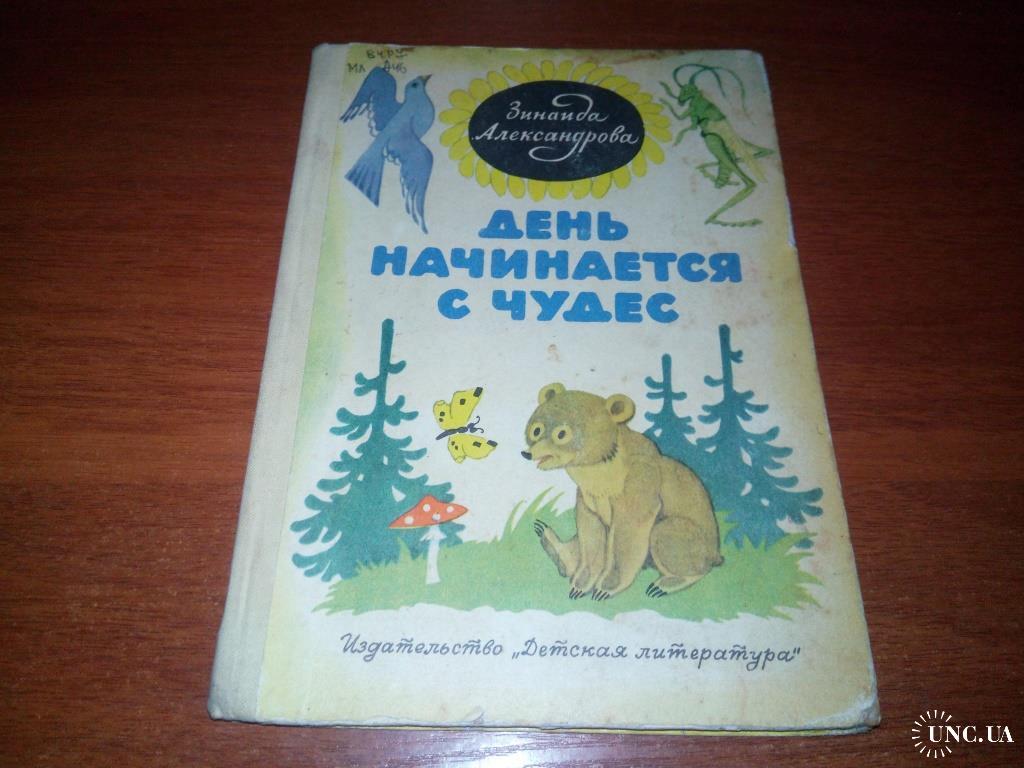 Зинаида
Александрова
ДЕНЬ
НАЧИНАЕТСЯ
С ЧУДЕС
Издательство „Детская литература"
UNC.UA